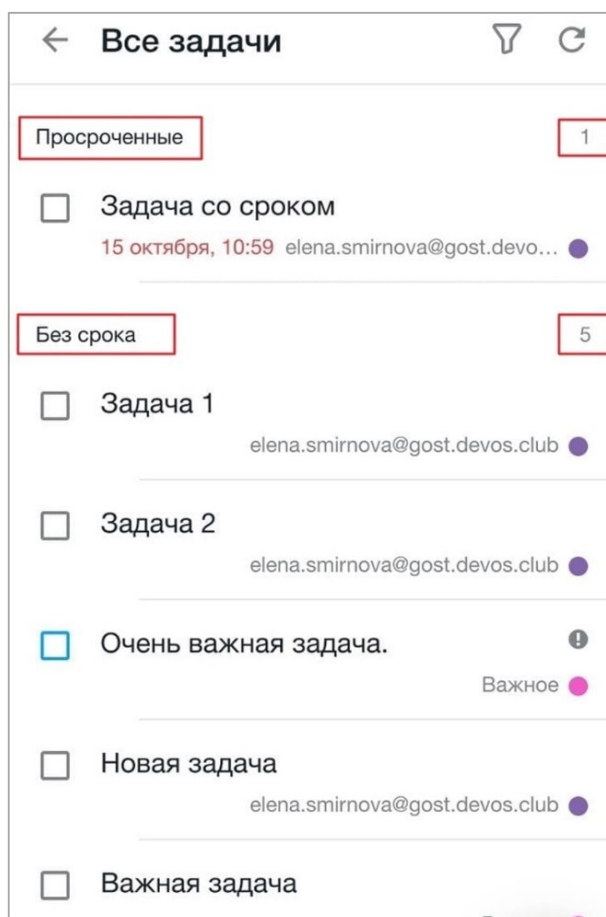 Все задачи
Просроченные 1
Задача со сроком
15 октября, 10:59 elena.smirnova@gost.devo...
Без срока 5
Задача 1
elena.smirnova@gost.devos.club
Задача 2
elena.smirnova@gost.devos.club
Очень важная задача.
Важное
Новая задача
elena.smirnova@gost.devos.club
Важная задача